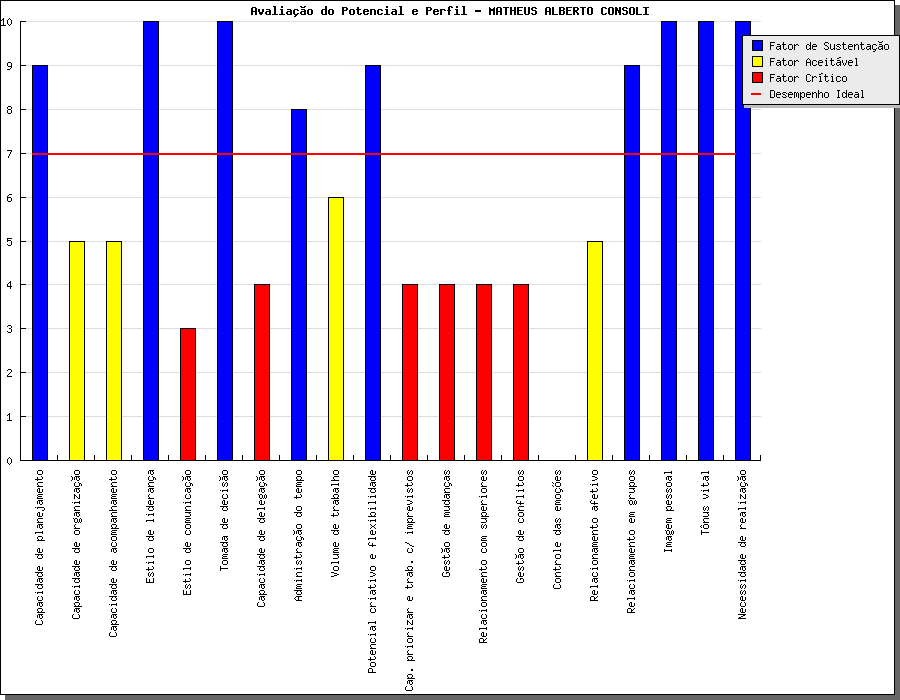 Avaliação do Potencial e Perfil - MATHEUS ALBERTO CONSOLI
Fator de Sustentação
Fator Aceitável
Fator Crítico
Desempenho Ideal
10
9
8
7
6
5
4
3
2
1
0
Capacidade de planejamento
Capacidade de organização
Capacidade de acompanhamento
Estilo de liderança
Estilo de comunicação
Tomada de decisão
Capacidade de delegação
Administração do tempo
Volume de trabalho
Potencial criativo e flexibilidade
Cap. priorizar e trab. c/ imprevistos
Gestão de mudanças
Relacionamento com superiores
Gestão de conflitos
Controle das emoções
Relacionamento afetivo
Relacionamento em grupos
Imagem pessoal
Tônus vital
Necessidade de realização